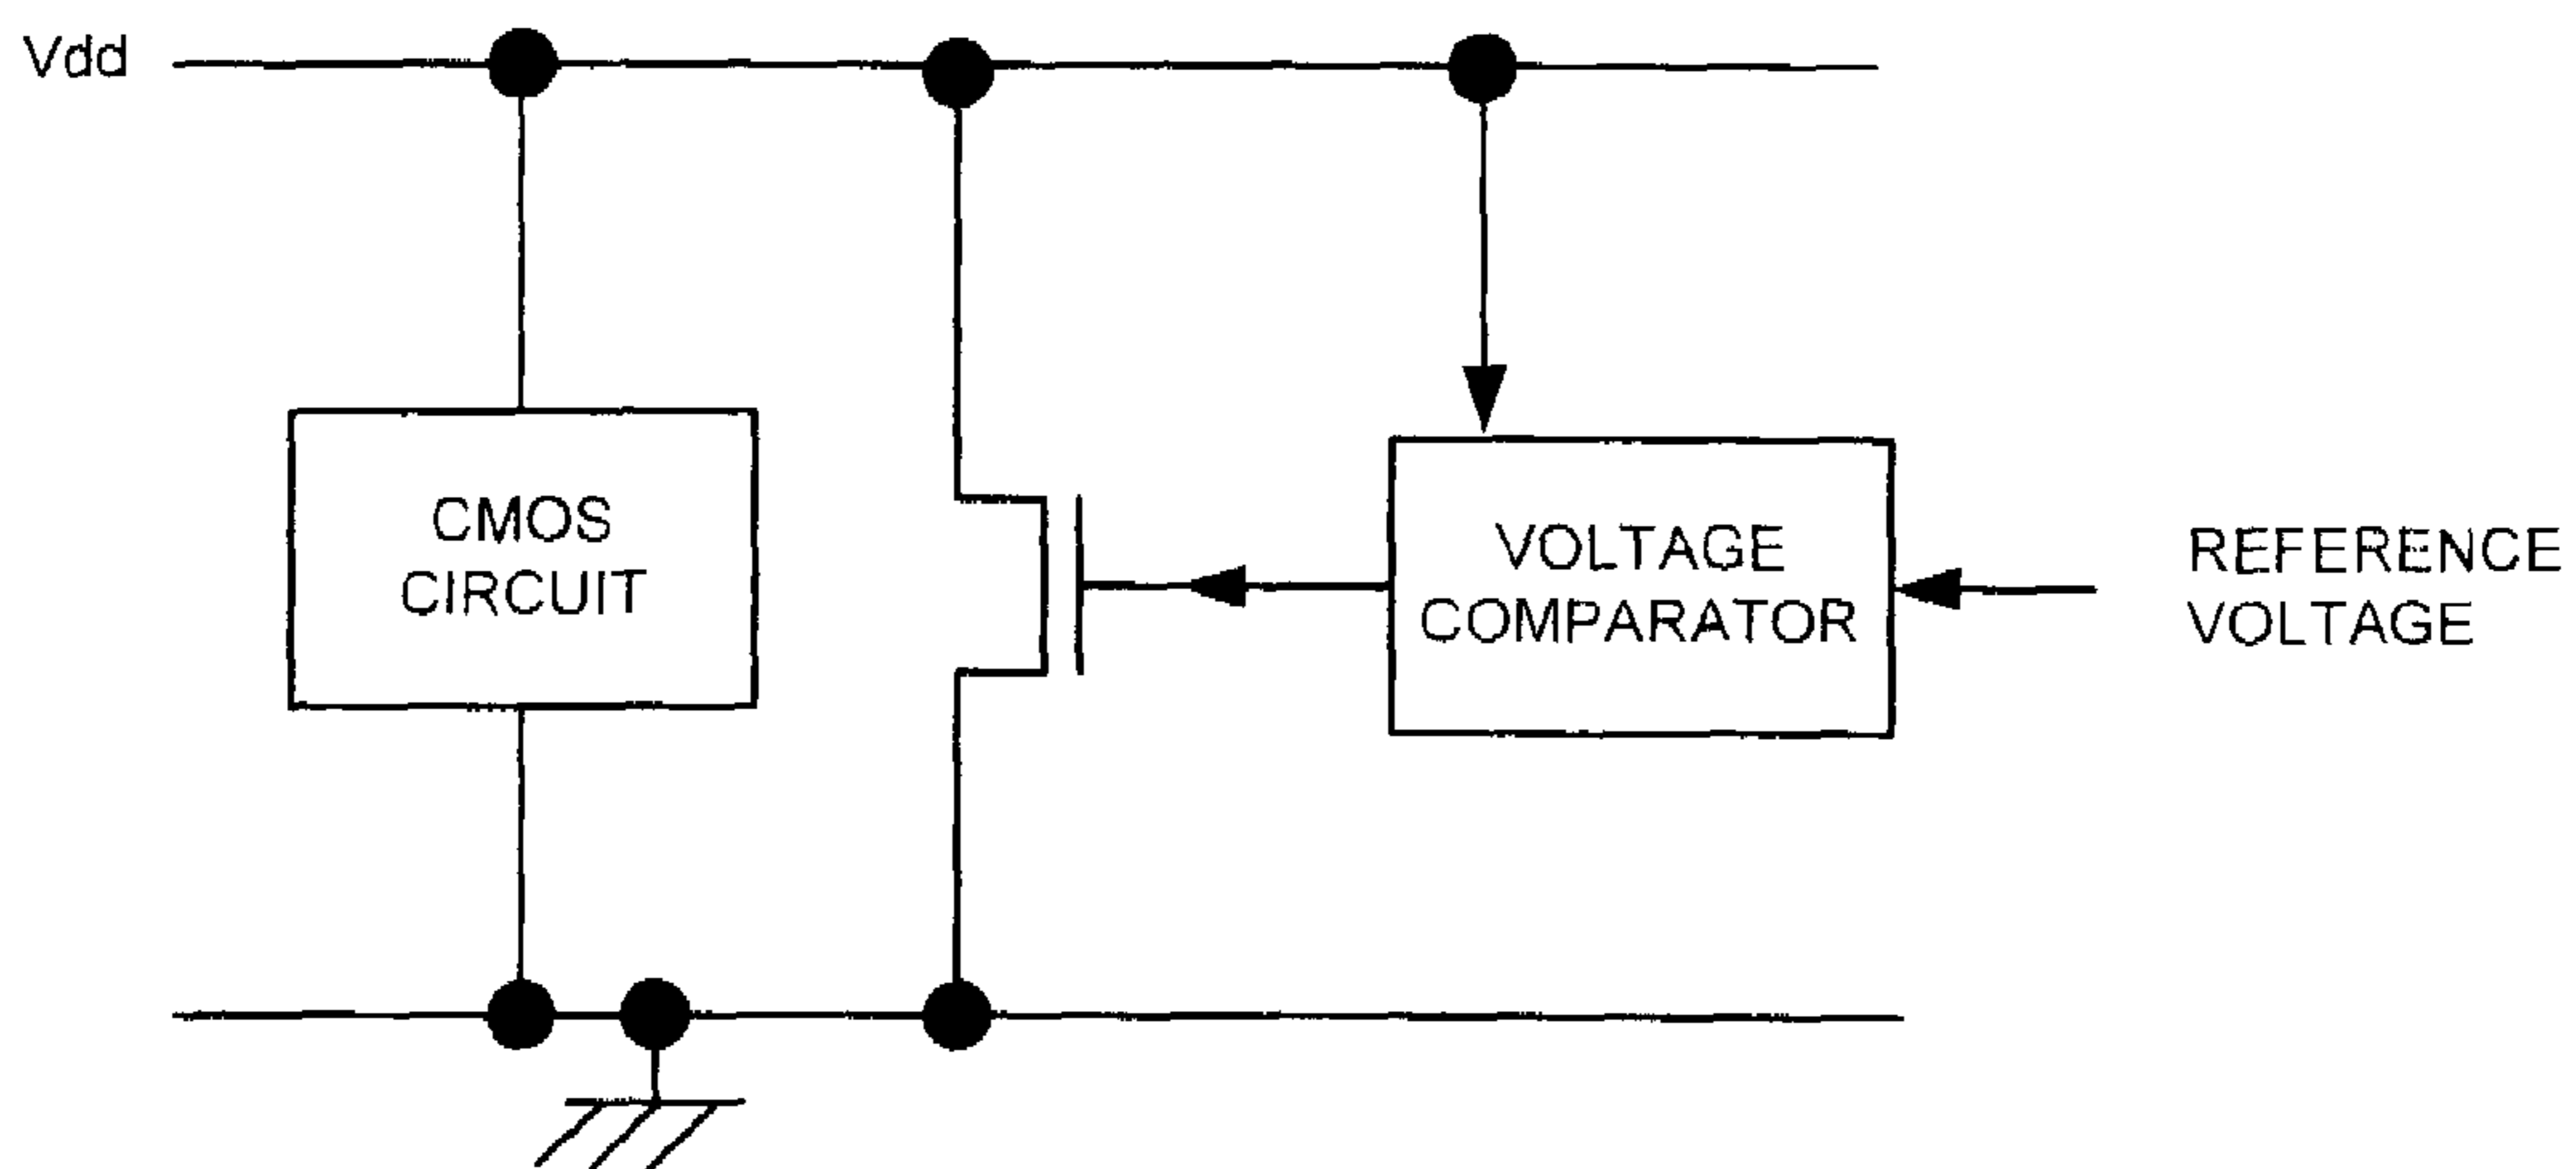 Vdd
CMOS
CIRCUIT
VOLTAGE
COMPARATOR
REFERENCE
VOLTAGE